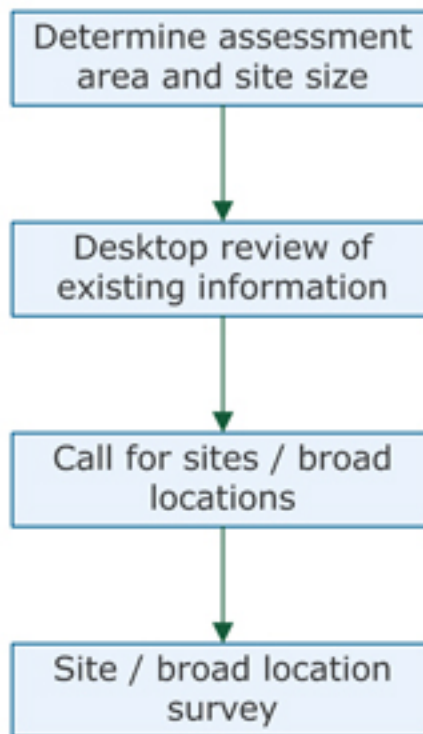 Determine assessment
area and site size
Desktop review of
existing information
Call for sites / broad
locations
Site / broad location
survey